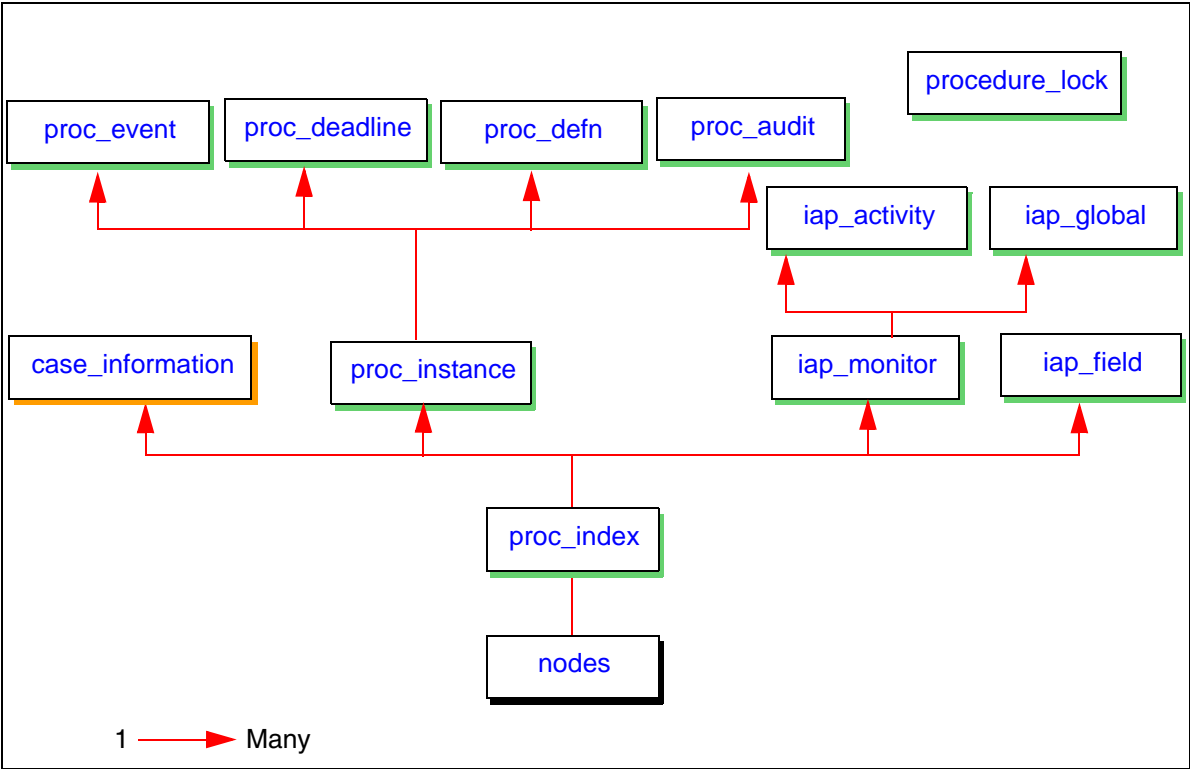 procedure_lock
proc_event
proc_deadline
proc_defn
proc_audit
iap_activity
iap_global
case_information
proc_instance
iap_monitor
iap_field
proc_index
nodes
1 Many